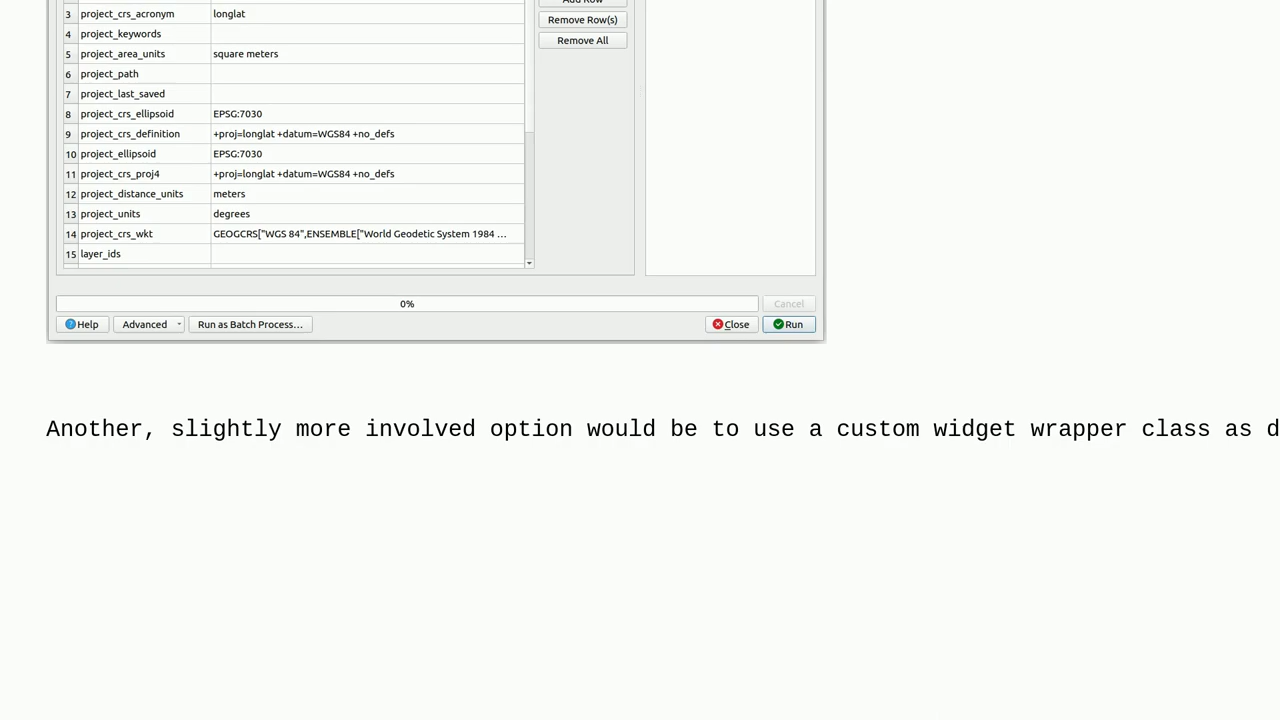 3 project_crs_acronym longlat
Remove Row(s)
4 project_keywords
Remove All
5 project_area_units square meters
6 project_path
7 project_last_saved
8 project_crs_ellipsoid EPSG:7030
9 project_crs_definition +proj=longlat +datum=WGS84 +no_defs
10 project_ellipsoid EPSG:7030
11 project_crs_proj4 +proj=longlat +datum=WGS84 +no_defs
12 project_distance_units meters
13 project_units degrees
14 project_crs_wkt GEOGCRS["WGS 84",ENSEMBLE["World Geodetic System 1984 ...
15 layer_ids
0% Cancel
Help Advanced Run as Batch Process... Close Run
Another, slightly more involved option would be to use a custom widget wrapper class as d